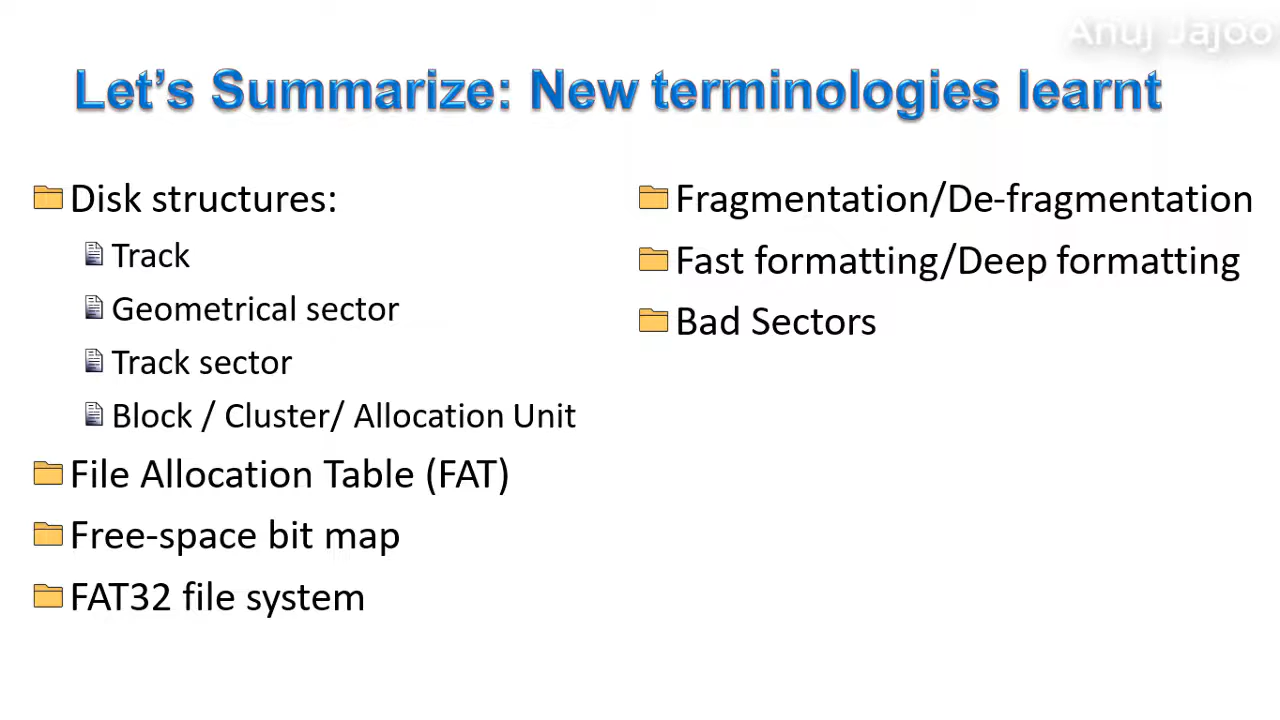 Anuj Jajoo
Let's Summarize: New terminologies learnt
Disk structures:
Track
Geometrical sector
Track sector
Block / Cluster/ Allocation Unit
File Allocation Table (FAT)
Free-space bit map
FAT32 file system
Fragmentation/De-fragmentation
Fast formatting/Deep formatting
Bad Sectors